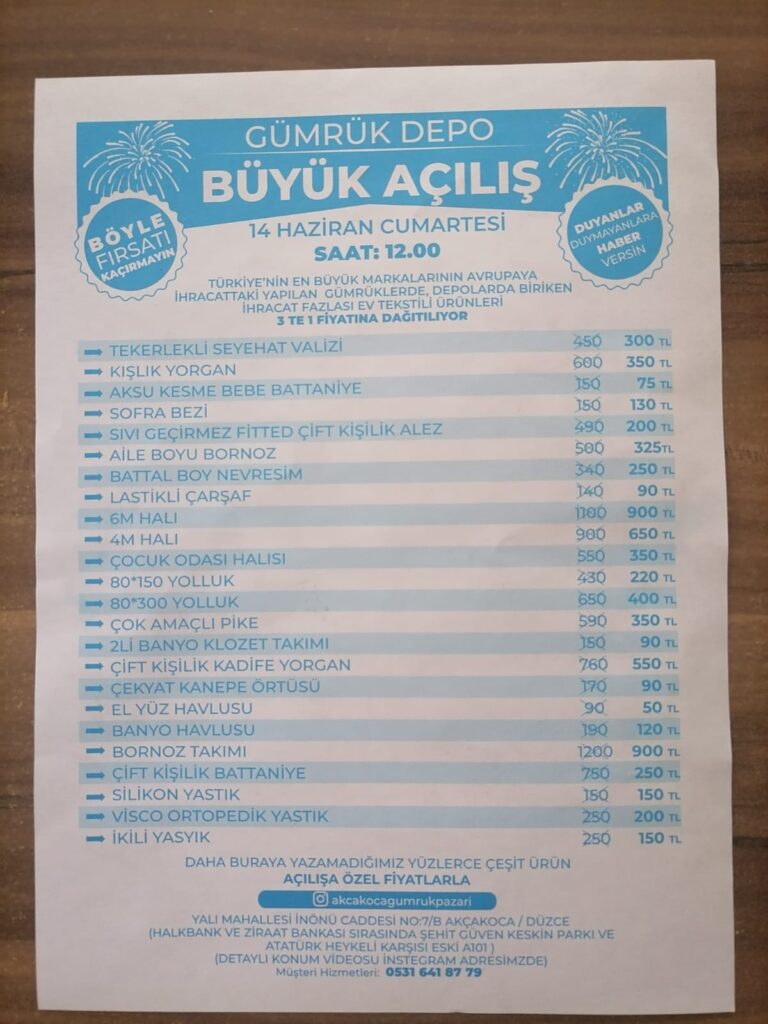 GÜMRÜK DEPO
BÜYÜK AÇILIŞ
BÖYLE
FIRSATI
KAÇIRMAYIN
14 HAZİRAN CUMARTESİ
SAAT: 12.00
DUYANLAR
DUYMAYANLARA
HABER
VERSİN
TÜRKİYE'NİN EN BÜYÜK MARKALARININ AVRUPAYA
İHRACATTAKİ YAPILAN GÜMRÜKLERDE, DEPOLARDA BİRİKEN
İHRACAT FAZLASI EV TEKSTİLİ ÜRÜNLERİ
3 TE 1 FİYATINA DAĞITILIYOR
TEKERLEKLİ SEYEHAT VALİZİ 450 300 TL
KIŞLIK YORGAN 600 350 TL
AKSU KESME BEBE BATTANİYE 150 75 TL
SOFRA BEZİ 150 130 TL
SIVI GEÇİRMEZ FİTTED ÇİFT KİŞİLİK ALEZ 490 200 TL
AİLE BOYU BORNOZ 500 325TL
BATTAL BOY NEVRESİM 340 250 TL
LASTİKLİ ÇARŞAF 140 90 TL
6M HALI 1100 900 TL
4M HALI 900 650 TL
ÇOCUK ODASI HALISI 550 350 TL
80*150 YOLLUK 430 220 TL
80*300 YOLLUK 650 400 TL
ÇOK AMAÇLI PİKE 590 350 TL
2Lİ BANYO KLOZET TAKIMI 150 90 TL
ÇİFT KİŞİLİK KADİFE YORGAN 760 550 TL
ÇEKYAT KANEPE ÖRTÜSÜ 170 90 TL
EL YÜZ HAVLUSU 90 50 TL
BANYO HAVLUSU 190 120 TL
BORNOZ TAKIMI 1200 900 TL
ÇİFT KİŞİLİK BATTANİYE 750 250 TL
SİLİKON YASTIK 150 150 TL
VİSCO ORTOPEDİK YASTIK 250 200 TL
İKİLİ YASYIK 250 150 TL
DAHA BURAYA YAZAMADIĞIMIZ YÜZLERCE ÇEŞİT ÜRÜN
AÇILIŞA ÖZEL FİYATLARLA
akcakocagumrukpazari
YALI MAHALLESİ İNÖNÜ CADDESİ NO:7/B AKÇAKOCA / DÜZCE
(HALKBANK VE ZİRAAT BANKASI SIRASINDA ŞEHİT GÜVEN KESKİN PARKI VE
ATATÜRK HEYKELİ KARŞISI ESKİ A101 )
(DETAYLI KONUM VİDEOSU İNSTEGRAM ADRESİMZDE)
Müşteri Hizmetleri: 0531 641 87 79